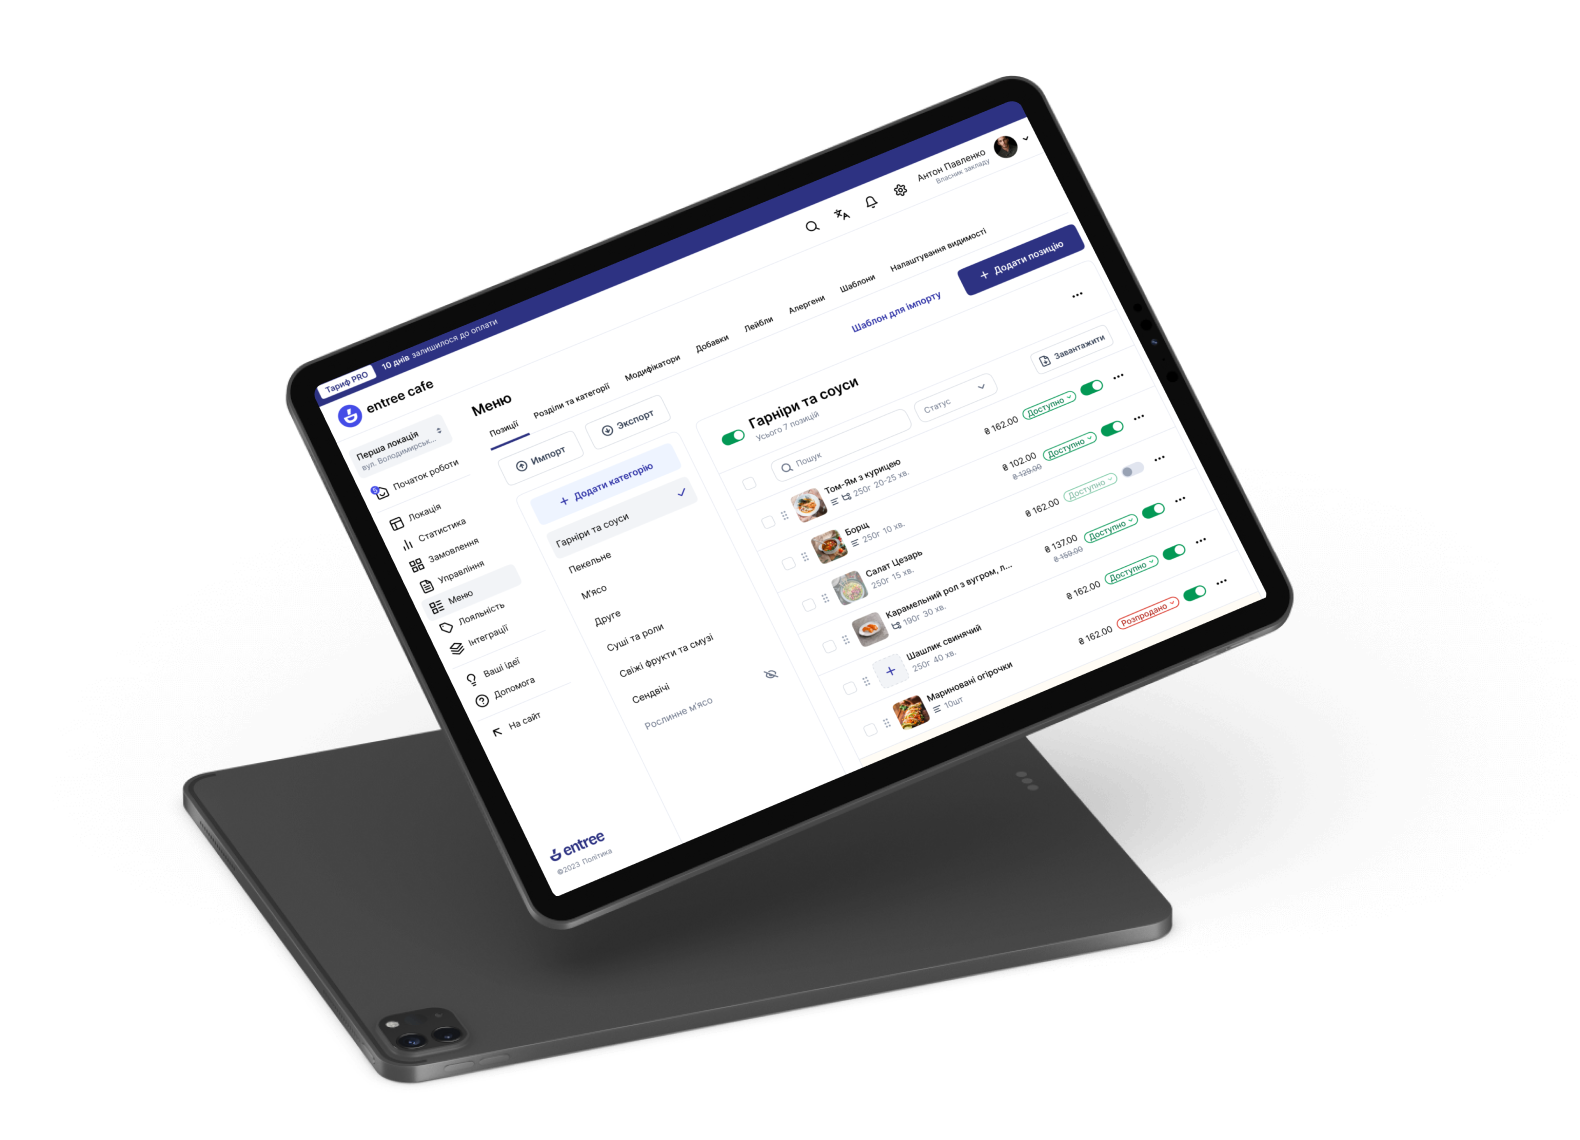 Тариф PRO
10 днів залишилося до оплати
entree cafe
Антон Павленко
Власник закладу
Перша локація
вул. Володимирськ...
5
Початок роботи
Локація
Статистика
Замовлення
Управління
Меню
Лояльність
Інтеграції
Ваші ідеї
Допомога
На сайт
entree
©2023 Політика
Меню
Позиції
Розділи та категорії
Модифікатори
Добавки
Лейбли
Алергени
Шаблони
Налаштування видимості
Импорт
Экспорт
Шаблон для імпорту
Додати позицію
Додати категорію
Гарніри та соуси
Пекельне
М'ясо
Друге
Суші та роли
Свіжі фрукти та смузі
Сендвічі
Рослинне м'ясо
Гарніри та соуси
Усього 7 позицій
Завантажити
Пошук
Статус
Том-Ям з курицею
250г 20-25 хв.
₴ 162.00
Доступно
Борщ
250г 10 хв.
₴ 102.00
₴ 129.00
Доступно
Салат Цезарь
250г 15 хв.
₴ 162.00
Доступно
Карамельний рол з вугром, л...
190г 30 хв.
₴ 137.00
₴ 159.00
Доступно
Шашлик свинячий
250г 40 хв.
₴ 162.00
Доступно
Мариновані огірочки
10шт
₴ 162.00
Розпродано